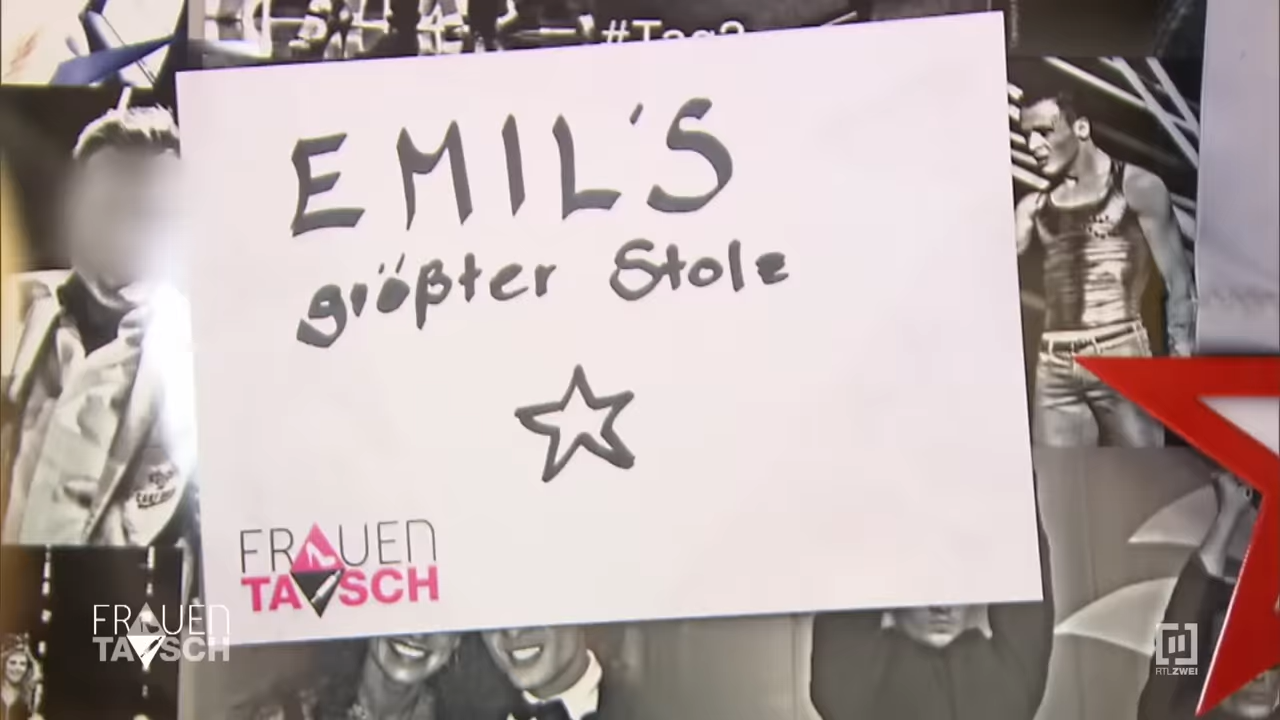 EMIL'S
größter Stolz
FRAUEN
TAUSCH
FRAUEN
TAUSCH
RTLZWEI